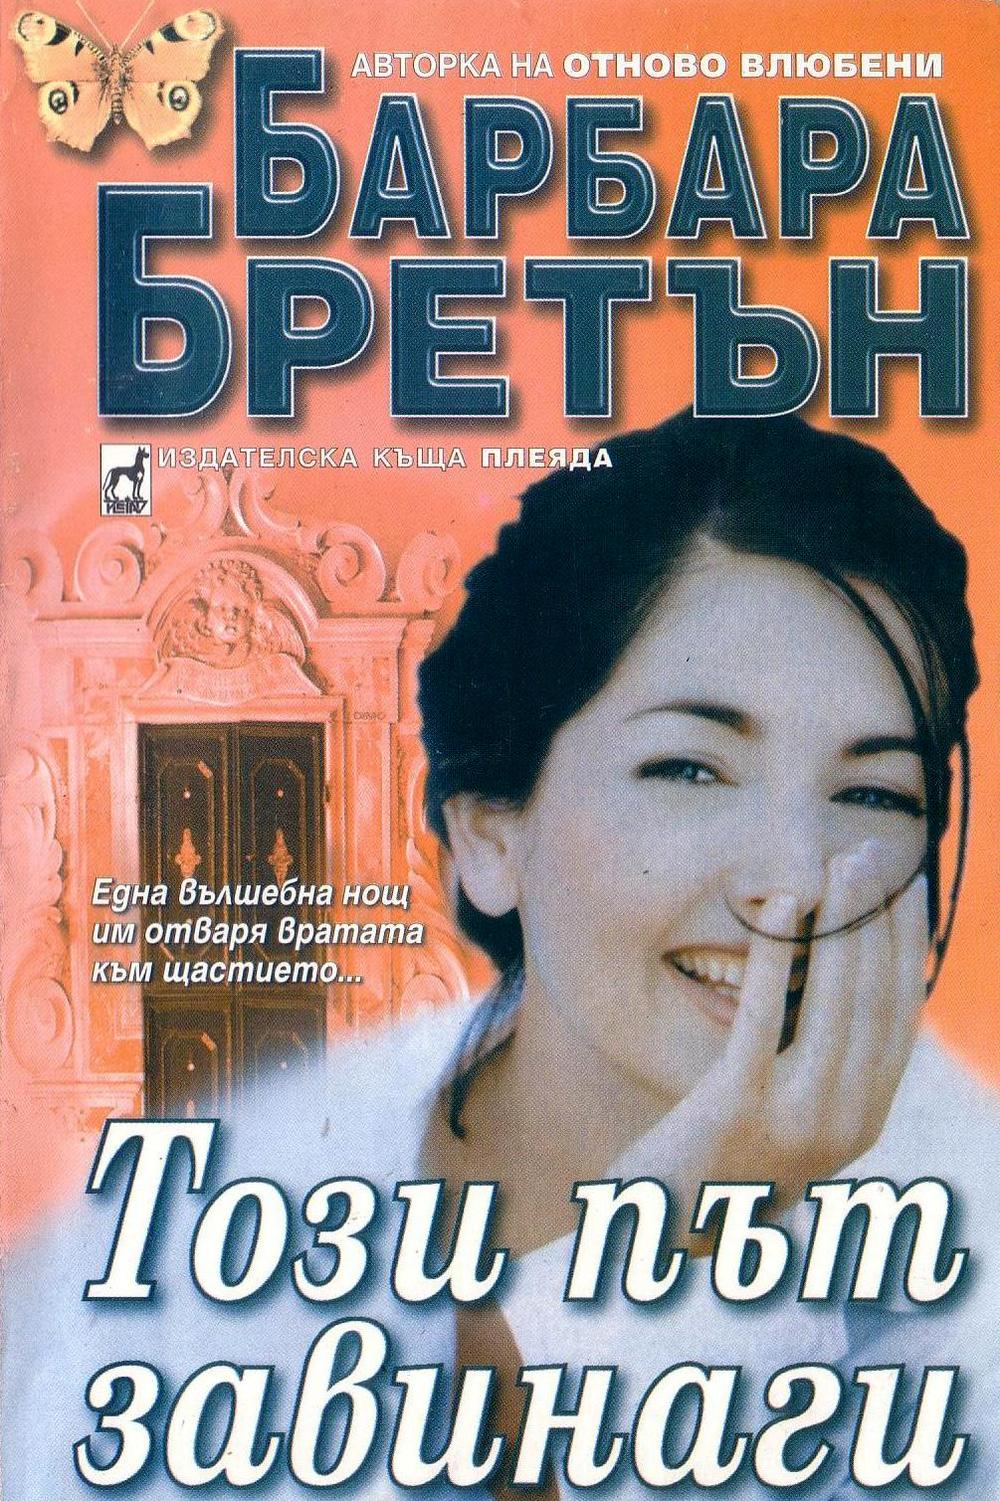 АВТОРКА НА ОТНОВО ВЛЮБЕНИ
БАРБАРА
БРЕТЪН
ИЗДАТЕЛСКА КЪЩА ПЛЕЯДА
Една вълшебна нощ
им отваря вратата
към щастието...
Този път
завинаги